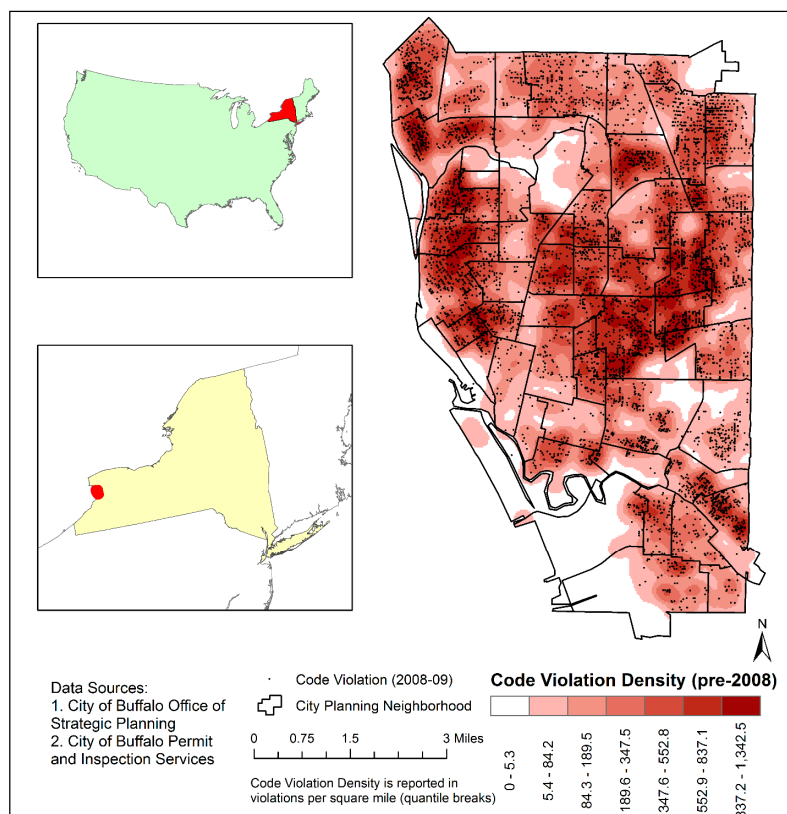 N
Data Sources:
1. City of Buffalo Office of
Strategic Planning
2. City of Buffalo Permit
and Inspection Services
Code Violation (2008-09)
City Planning Neighborhood
0 0.75 1.5 3 Miles
Code Violation Density is reported in
violations per square mile (quantile breaks)
Code Violation Density (pre-2008)
0 - 5.3
5.4 - 84.2
84.3 - 189.5
189.6 - 347.5
347.6 - 552.8
552.9 - 837.1
837.2 - 1,342.5